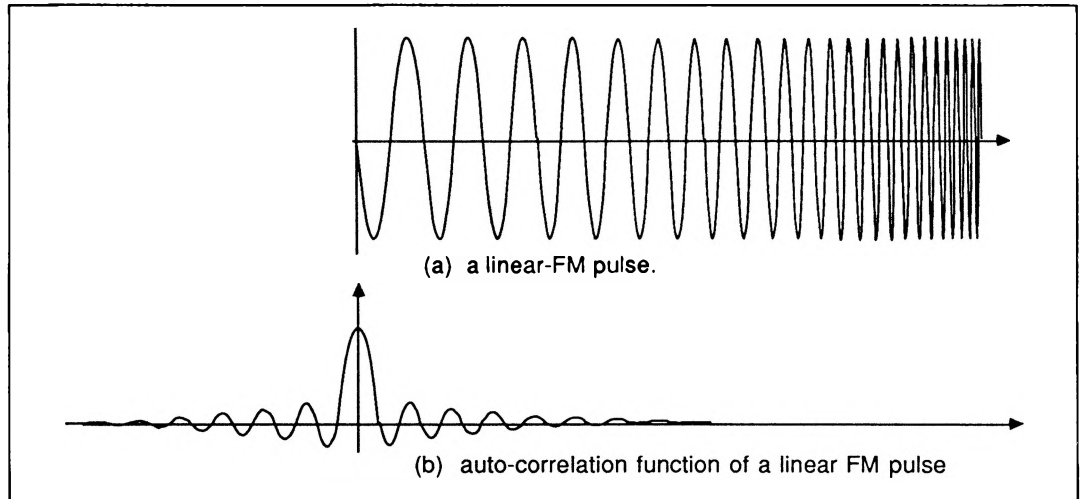 (a) a linear-FM pulse.
(b) auto-correlation function of a linear FM pulse